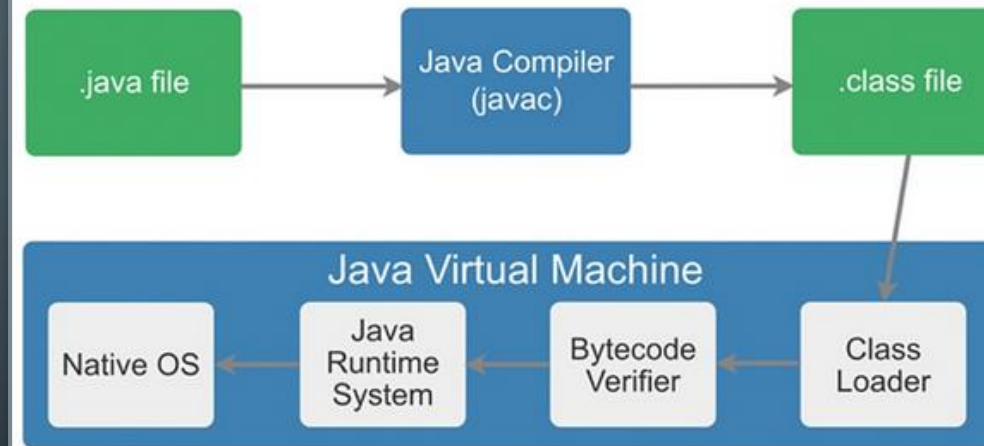 .java file
Java Compiler
(javac)
.class file
Java Virtual Machine
Native OS
Java
Runtime
System
Bytecode
Verifier
Class
Loader